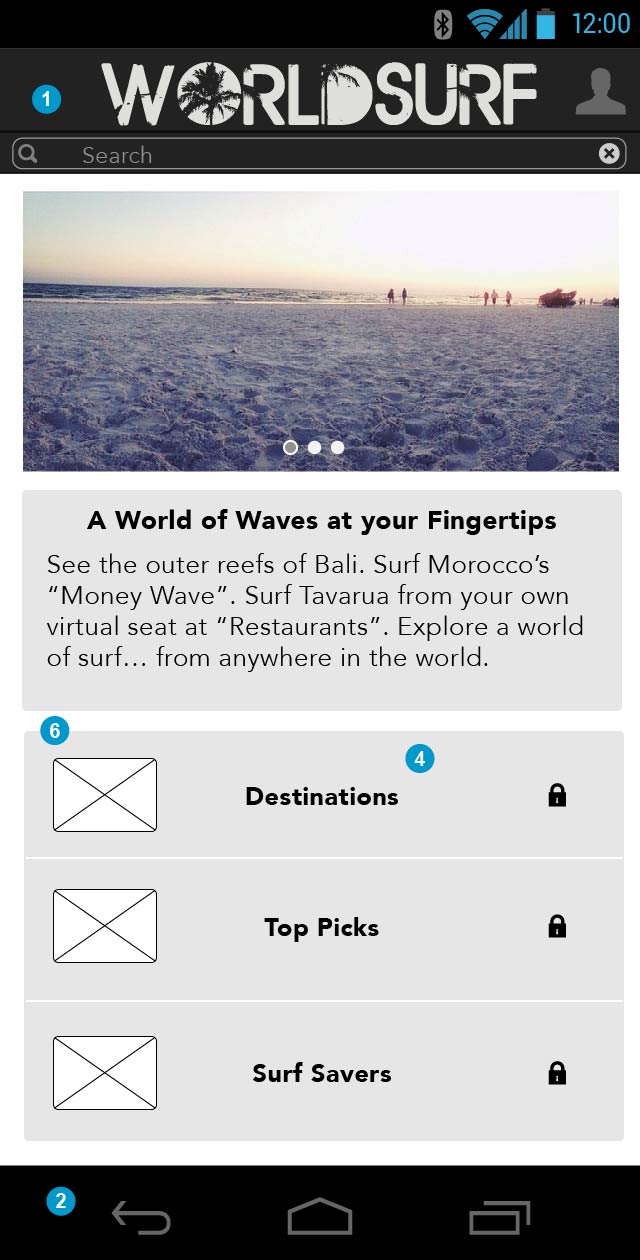 12:00
1
WORLDSURF
Search
A World of Waves at your Fingertips
See the outer reefs of Bali. Surf Morocco’s
“Money Wave”. Surf Tavarua from your own
virtual seat at “Restaurants”. Explore a world
of surf... from anywhere in the world.
6
4
Destinations
Top Picks
Surf Savers
2